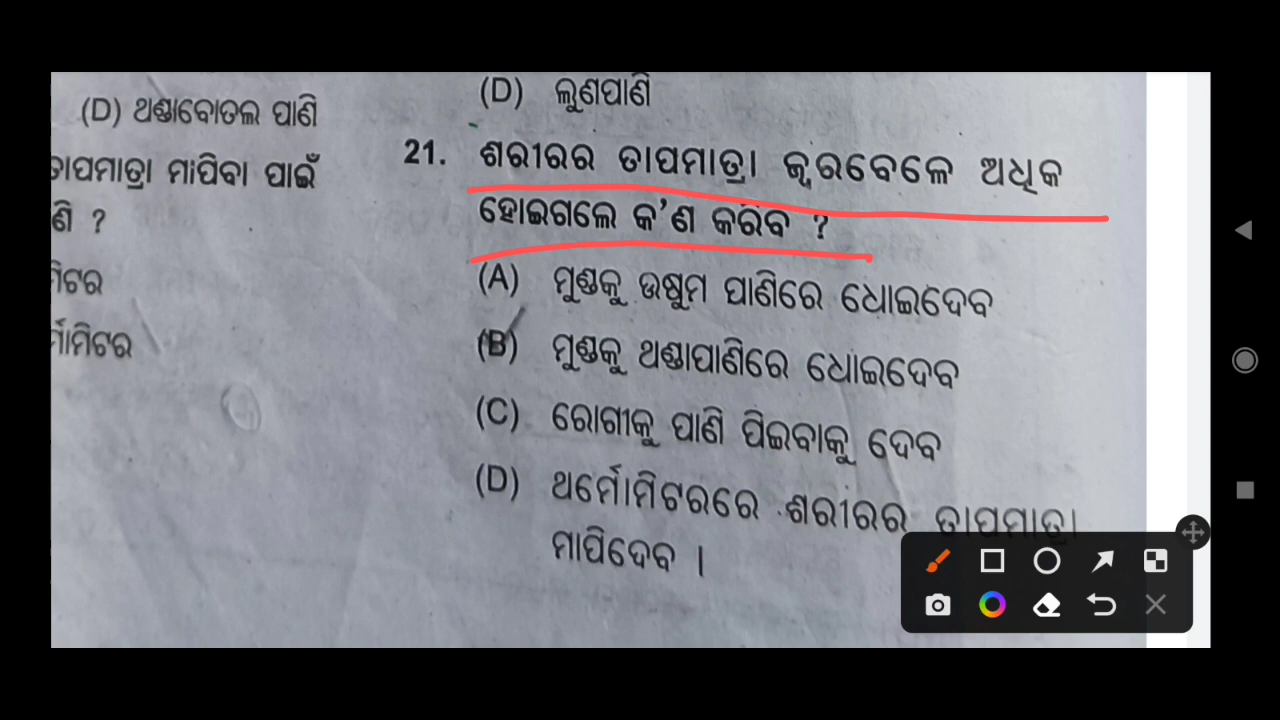 (D) ଥଣ୍ଡାବୋତଲ ପାଣି
ତାପମାତ୍ରା ମାପିବା ପାଇଁ
ଣି ?
ମିଟର
ର୍ମୋମିଟର
(D) ଲୁଣପାଣି
21. ଶରୀରର ତାପମାତ୍ରା ଜ୍ୱରବେଳେ ଅଧିକ
ହୋଇଗଲେ କ'ଣ କରିବ ?
(A) ମୁଣ୍ଡକୁ ଉଷୁମ ପାଣିରେ ଧୋଇଦେବ
(B) ମୁଣ୍ଡକୁ ଥଣ୍ଡାପାଣିରେ ଧୋଇଦେବ
(C) ରୋଗୀକୁ ପାଣି ପିଇବାକୁ ଦେବ
(D) ଥର୍ମୋମିଟରରେ ଶରୀରର ତାପମାତ୍ରା
ମାପିଦେବ ।